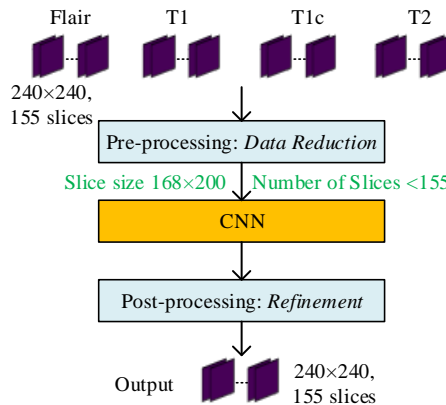 Flair T1 T1c T2
240×240,
155 slices
Pre-processing: Data Reduction
Slice size 168×200 Number of Slices <155
CNN
Post-processing: Refinement
Output
240×240,
155 slices